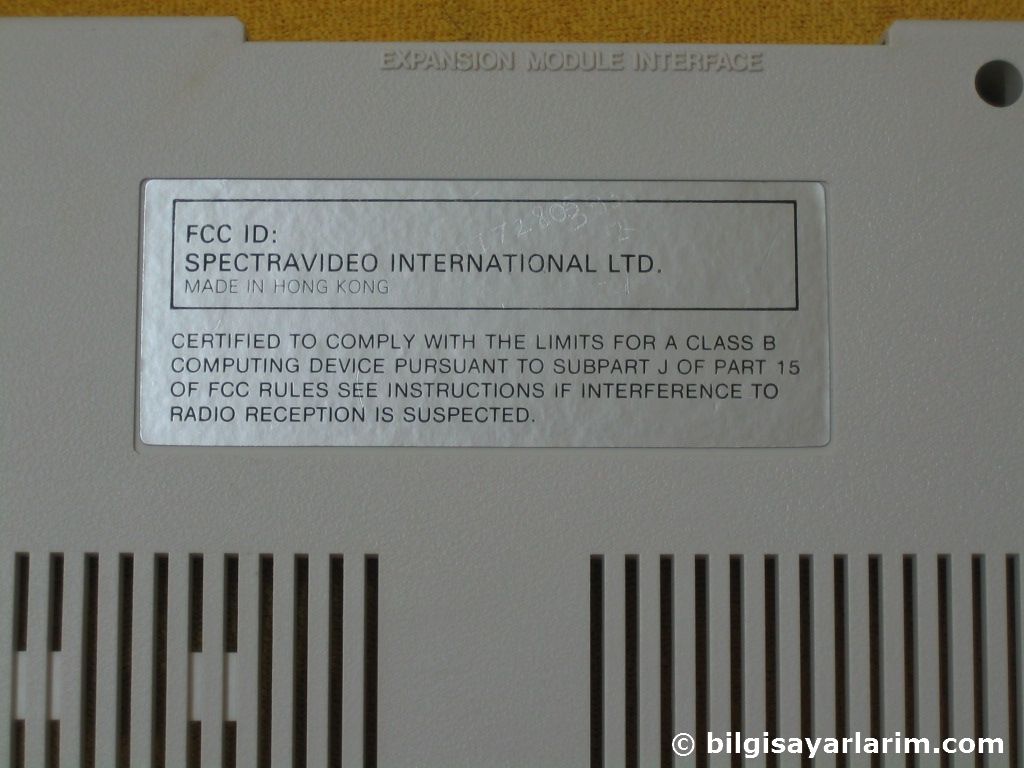 EXPANSION MODULE INTERFACE
FCC ID:
SPECTRAVIDEO INTERNATIONAL LTD.
MADE IN HONG KONG
CERTIFIED TO COMPLY WITH THE LIMITS FOR A CLASS B
COMPUTING DEVICE PURSUANT TO SUBPART J OF PART 15
OF FCC RULES SEE INSTRUCTIONS IF INTERFERENCE TO
RADIO RECEPTION IS SUSPECTED.
© bilgisayarlarim.com